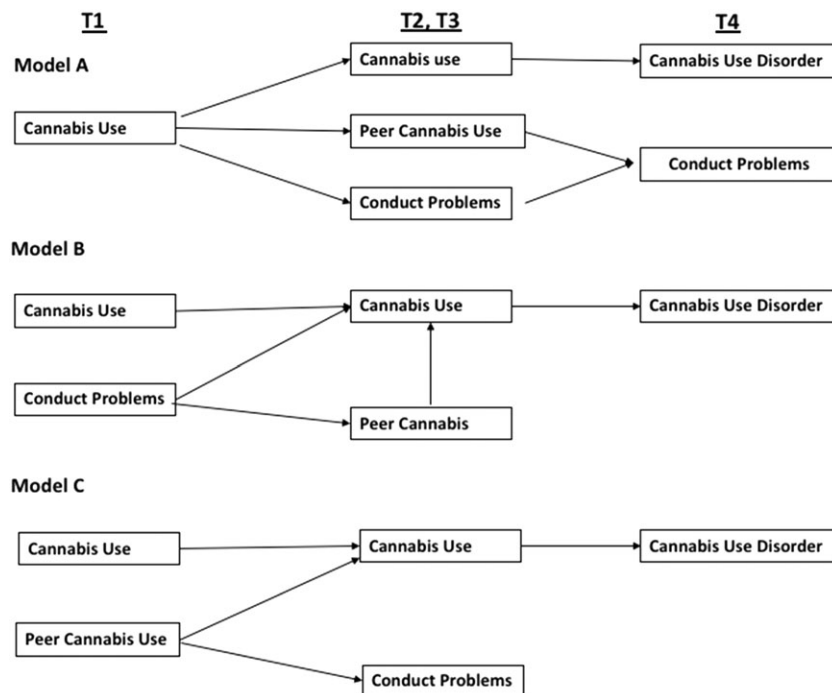 T1
T2, T3
T4
Model A
Cannabis use
Cannabis Use Disorder
Cannabis Use
Peer Cannabis Use
Conduct Problems
Conduct Problems
Model B
Cannabis Use
Cannabis Use
Cannabis Use Disorder
Conduct Problems
Peer Cannabis
Model C
Cannabis Use
Cannabis Use
Cannabis Use Disorder
Peer Cannabis Use
Conduct Problems